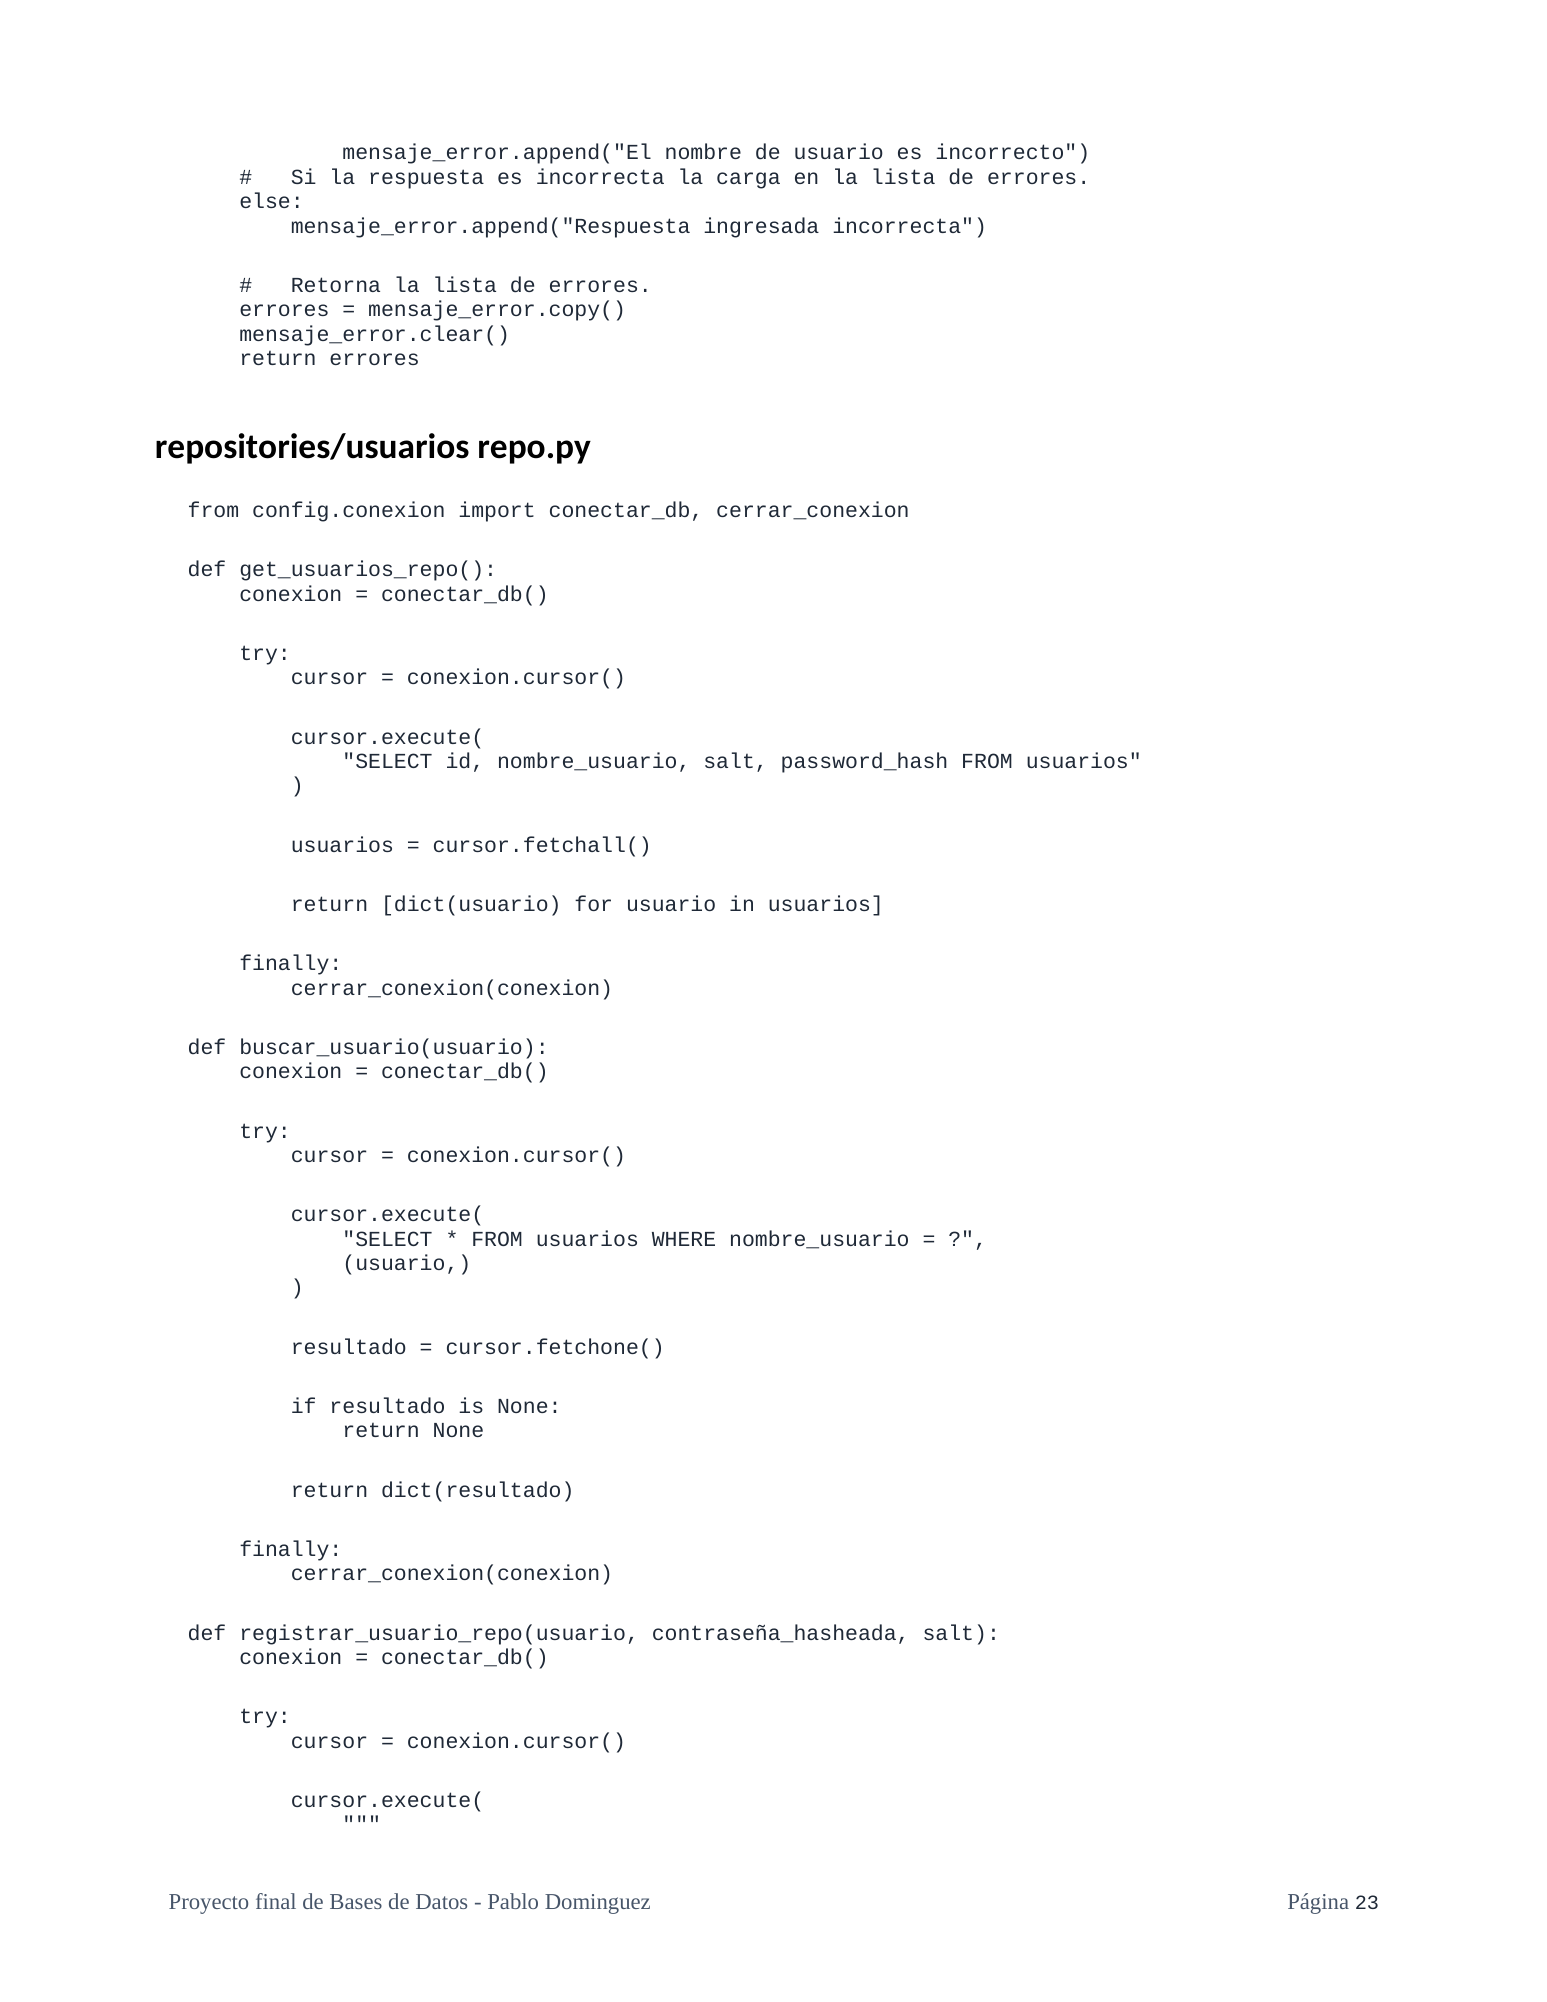 mensaje_error.append("El nombre de usuario es incorrecto")
    #   Si la respuesta es incorrecta la carga en la lista de errores.
    else:
        mensaje_error.append("Respuesta ingresada incorrecta")

    #   Retorna la lista de errores.
    errores = mensaje_error.copy()
    mensaje_error.clear()
    return errores

repositories/usuarios repo.py

from config.conexion import conectar_db, cerrar_conexion

def get_usuarios_repo():
    conexion = conectar_db()

    try:
        cursor = conexion.cursor()

        cursor.execute(
            "SELECT id, nombre_usuario, salt, password_hash FROM usuarios"
        )

        usuarios = cursor.fetchall()

        return [dict(usuario) for usuario in usuarios]

    finally:
        cerrar_conexion(conexion)

def buscar_usuario(usuario):
    conexion = conectar_db()

    try:
        cursor = conexion.cursor()

        cursor.execute(
            "SELECT * FROM usuarios WHERE nombre_usuario = ?",
            (usuario,)
        )

        resultado = cursor.fetchone()

        if resultado is None:
            return None

        return dict(resultado)

    finally:
        cerrar_conexion(conexion)

def registrar_usuario_repo(usuario, contraseña_hasheada, salt):
    conexion = conectar_db()

    try:
        cursor = conexion.cursor()

        cursor.execute(
            """

Proyecto final de Bases de Datos - Pablo Dominguez
Página 23